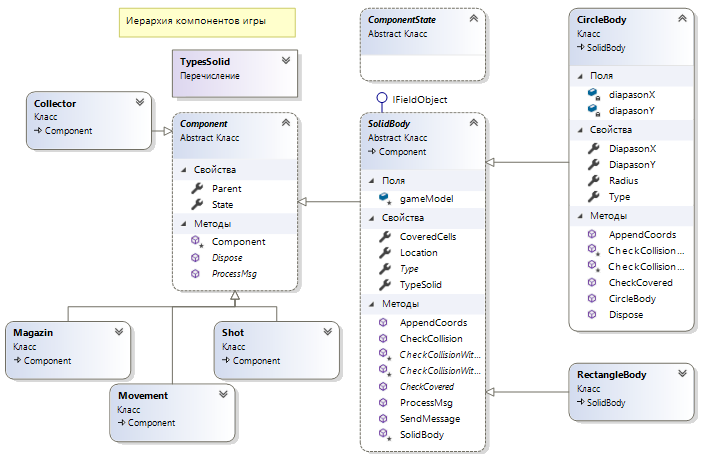 Иерархия компонентов игры
TypesSolid
Перечисление
Collector
Класс
Component
Component
Abstract Класс
Свойства
Parent
State
Методы
Component
Dispose
ProcessMsg
Magazin
Класс
Component
Shot
Класс
Component
Movement
Класс
Component
ComponentState
Abstract Класс
IFieldObject
SolidBody
Abstract Класс
Component
Поля
gameModel
Свойства
CoveredCells
Location
Type
TypeSolid
Методы
AppendCoords
CheckCollision
CheckCollisionWit...
CheckCollisionWit...
CheckCovered
ProcessMsg
SendMessage
SolidBody
CircleBody
Класс
SolidBody
Поля
diapasonX
diapasonY
Свойства
DiapasonX
DiapasonY
Radius
Type
Методы
AppendCoords
CheckCollision...
CheckCollision...
CheckCovered
CircleBody
Dispose
RectangleBody
Класс
SolidBody